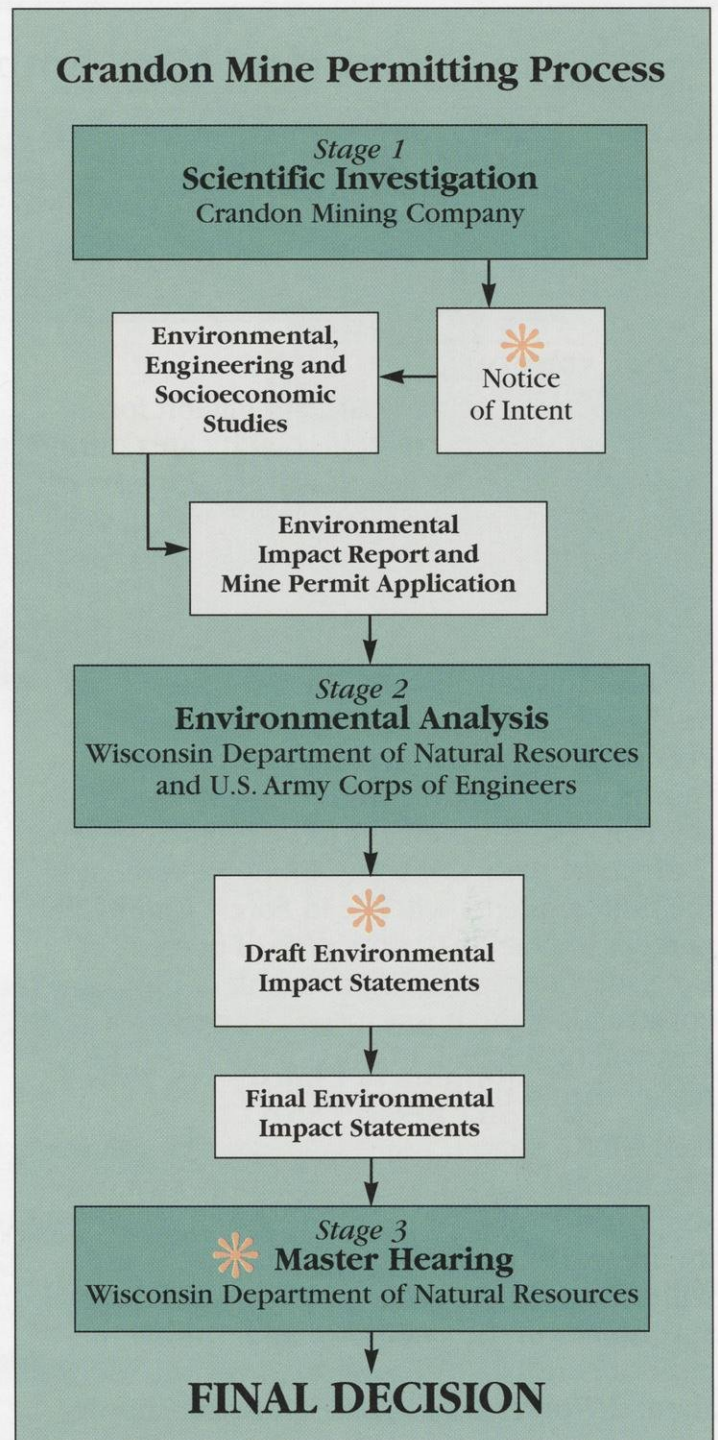 Crandon Mine Permitting Process
Stage 1
Scientific Investigation
Crandon Mining Company
Notice
of Intent
Environmental,
Engineering and
Socioeconomic
Studies
Environmental
Impact Report and
Mine Permit Application
Stage 2
Environmental Analysis
Wisconsin Department of Natural Resources
and U.S. Army Corps of Engineers
Draft Environmental
Impact Statements
Final Environmental
Impact Statements
Stage 3
Master Hearing
Wisconsin Department of Natural Resources
FINAL DECISION